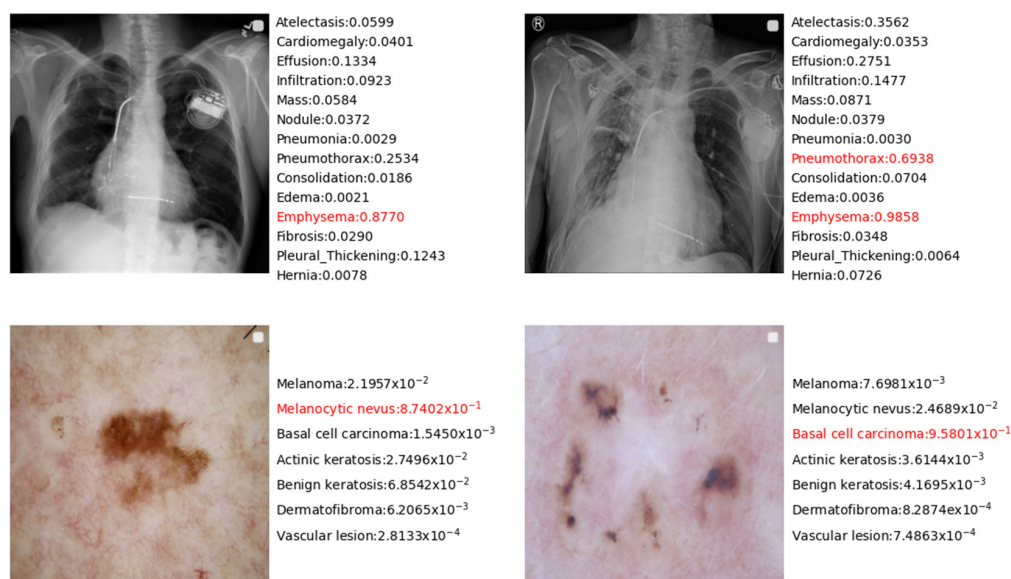 Atelectasis:0.0599
Cardiomegaly:0.0401
Effusion:0.1334
Infiltration:0.0923
Mass:0.0584
Nodule:0.0372
Pneumonia:0.0029
Pneumothorax:0.2534
Consolidation:0.0186
Edema:0.0021
Emphysema:0.8770
Fibrosis:0.0290
Pleural_Thickening:0.1243
Hernia:0.0078
R
Atelectasis:0.3562
Cardiomegaly:0.0353
Effusion:0.2751
Infiltration:0.1477
Mass:0.0871
Nodule:0.0379
Pneumonia:0.0030
Pneumothorax:0.6938
Consolidation:0.0704
Edema:0.0036
Emphysema:0.9858
Fibrosis:0.0348
Pleural_Thickening:0.0064
Hernia:0.0726
Melanoma:2.1957x10⁻²
Melanocytic nevus:8.7402x10⁻¹
Basal cell carcinoma:1.5450x10⁻³
Actinic keratosis:2.7496x10⁻²
Benign keratosis:6.8542x10⁻²
Dermatofibroma:6.2065x10⁻³
Vascular lesion:2.8133x10⁻⁴
Melanoma:7.6981x10⁻³
Melanocytic nevus:2.4689x10⁻²
Basal cell carcinoma:9.5801x10⁻¹
Actinic keratosis:3.6144x10⁻³
Benign keratosis:4.1695x10⁻³
Dermatofibroma:8.2874ex10⁻⁴
Vascular lesion:7.4863x10⁻⁴